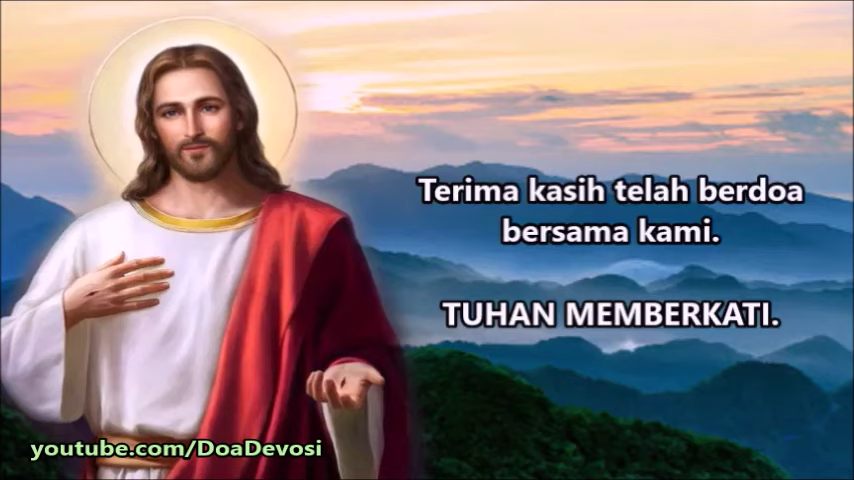 Terima kasih telah berdoa
bersama kami.
TUHAN MEMBERKATI.
youtube.com/DoaDevosi